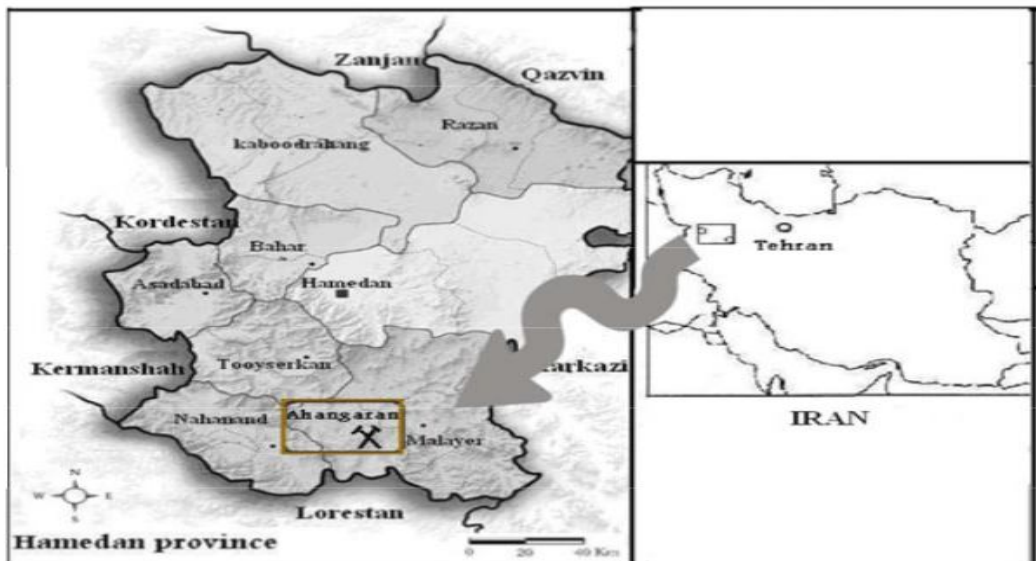 Zanjan
Qazvin
Razan
kaboodrahang
Kordestan
Bahar
Asadabad
Hamedan
Tehran
Kermanshah
Tooyserkan
arkazi
Nahanand
Ahangaran
Malayer
IRAN
N
W E
S
Lorestan
Hamedan province
0 20 40 Km